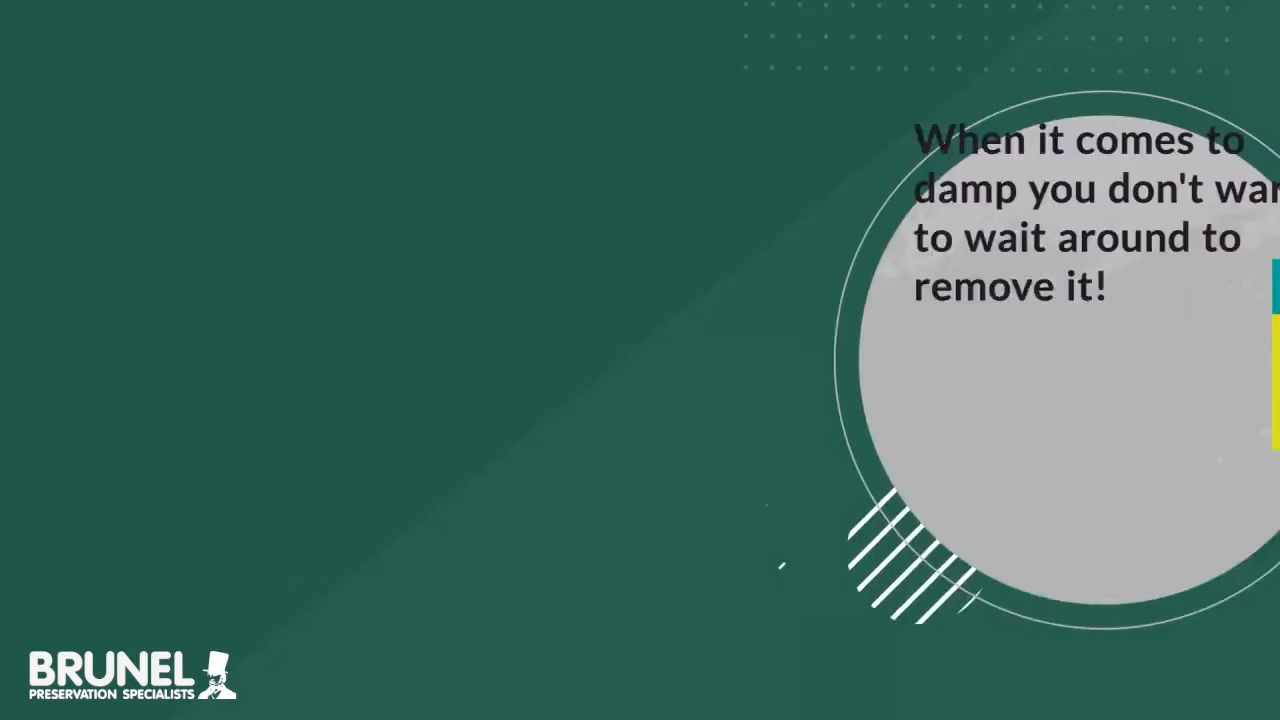 When it comes to
damp you don't
to wait around to
remove it!
BRUNEL
PRESERVATION SPECIALISTS